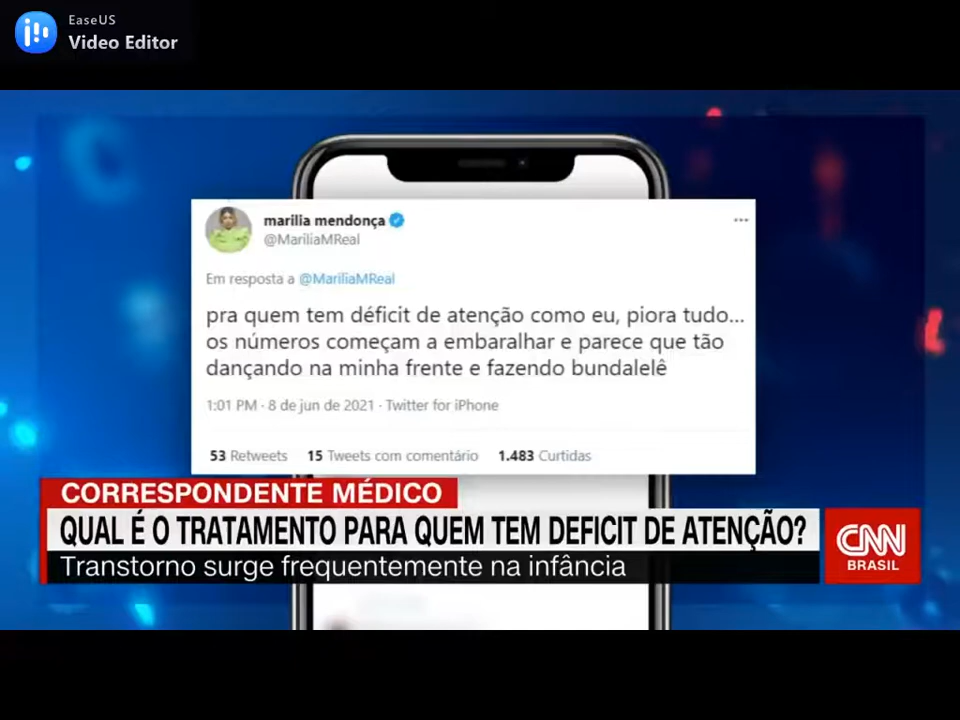 EaseUS
Video Editor
marilia mendonça
@MariliaMReal
Em resposta a @MariliaMReal
pra quem tem déficit de atenção como eu, piora tudo...
os números começam a embaralhar e parece que tão
dançando na minha frente e fazendo bundalelê
1:01 PM · 8 de jun de 2021 · Twitter for iPhone
53 Retweets 15 Tweets com comentário 1.483 Curtidas
CORRESPONDENTE MÉDICO
QUAL É O TRATAMENTO PARA QUEM TEM DEFICIT DE ATENÇÃO?
Transtorno surge frequentemente na infância
CNN
BRASIL